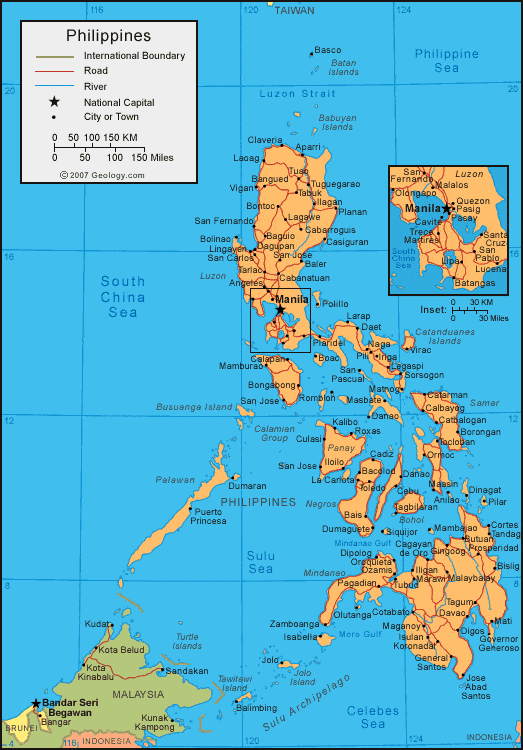 116
120
TAIWAN
124
Philippines
International Boundary
Road
River
National Capital
City or Town
0 50 100 150 KM
0 50 100 150 Miles
© 2007 Geology.com
Basco
Batan
Islands
Philippine
Sea
20
20
Luzon Strait
Babuyan
Islands
Claveria
Aparri
Laoag
Tuao
Bangued
Tuguegarao
Vigan
Tabuk
Ilagan
Bontoc
Planan
Lagawe
San Fernando
Cabarroguis
Baguio
Bolinao
Casiguran
Lingayen
Dagupan
San Carlos
San Jose
Baler
Luzon
Tarlac
Cabanatuan
Angeles
Manila
Polillo
16
16
South
China
Sea
Luzon
San
Fernando
Malalos
Olongapo
Quezon
Manila
Pasig
Pasay
Cavite
Trece
Martires
Santa
Cruz
South
China
Sea
San
Pablo
Lipa
Lucena
Batangas
Inset:
0 30 KM
0 30 Miles
Larap
Daet
Plaridel
Catanduanes
Islands
Naga
Virac
Calapan
Boac
Pili
Iriga
Mamburao
San
Pascual
Legaspi
Sorsogon
Bongabong
Matnog
Romblon
Masbate
Catarman
Samar
San Jose
Busuanga Island
Calbayog
12
12
Danao
Catbalogan
Calamian
Group
Kalibo
Roxas
Borongan
Culasi
Panay
Tocloban
Iloilo
Cadiz
Ormoc
San Jose
Bacolod
Danao
Palawan
La Carlota
Maasin
Dumaran
Toledo
Cebu
Dinagat
Anilao
Pilar
PHILIPPINES
Negros
Tagbilaran
Puerto
Princesa
Bais
Bohol
Dumaguete
Siquijor
Mambajao
Cortes
Tandag
Mindanao Gulf
Cagayan
de Oro
Butuan
Dipolog
Gingoog
Prosperidad
Sulu
Sea
Oroquieta
Ozamis
Iligan
Bislig
Mindanao
Marawi
Malaybalay
8
8
Pagadian
Tubod
Tagum
Olutanga
Cotabato
Davao
Mati
Kudat
Zamboanga
Maganoy
Digos
Governor
Generoso
Isabella
Moro Gulf
Isulan
Koronadal
Turtle
Islands
Kota Belud
General
Santos
Kota
Kinabalu
Sandakan
Jolo
Jolo
Island
Jose
Abad
Santos
Tawitawi
Island
MALAYSIA
Bandar Seri
Begawan
Balimbing
Sulu Archipelago
Bangar
BRUNEI
Kunak
Kampong
Celebes
Sea
4
116
INDONESIA
120
124
INDONESIA